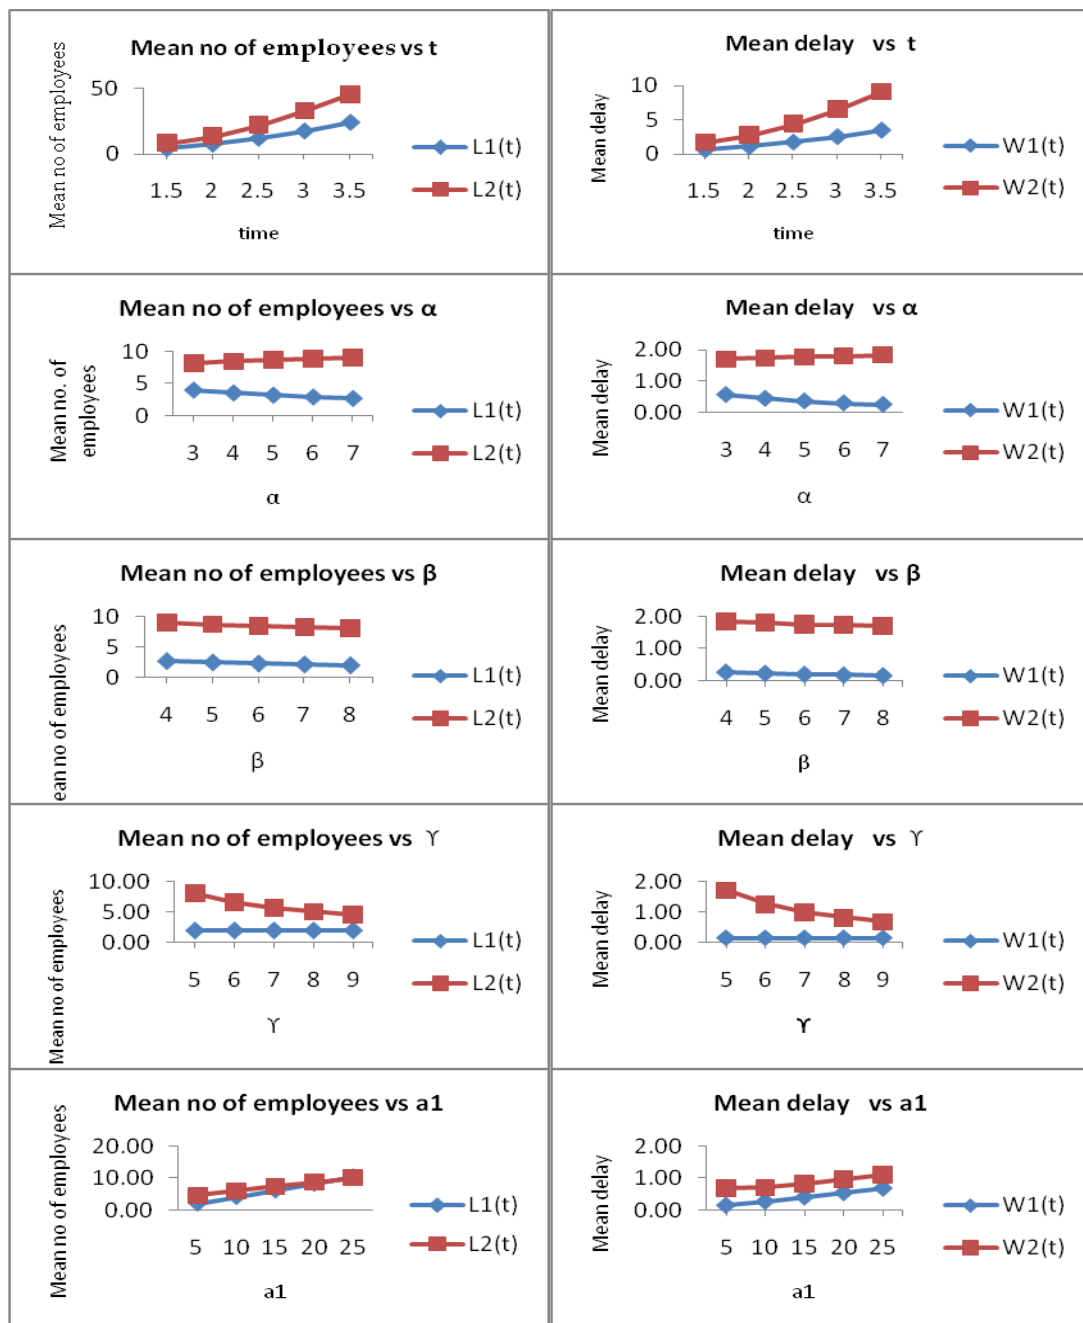 Mean no of employees vs t
Mean no of employees
50
0
1.5 2 2.5 3 3.5
time
L1(t)
L2(t)
Mean delay vs t
Mean delay
10
5
0
1.5 2 2.5 3 3.5
time
W1(t)
W2(t)
Mean no of employees vs α
Mean no. of
employees
10
5
0
3 4 5 6 7
α
L1(t)
L2(t)
Mean delay vs α
Mean delay
2.00
1.00
0.00
3 4 5 6 7
α
W1(t)
W2(t)
Mean no of employees vs β
ean no of employees
10
5
0
4 5 6 7 8
β
L1(t)
L2(t)
Mean delay vs β
Mean delay
2.00
1.00
0.00
4 5 6 7 8
β
W1(t)
W2(t)
Mean no of employees vs ϒ
Mean no of employees
10.00
5.00
0.00
5 6 7 8 9
ϒ
L1(t)
L2(t)
Mean delay vs ϒ
Mean delay
2.00
1.00
0.00
5 6 7 8 9
ϒ
W1(t)
W2(t)
Mean no of employees vs a1
Mean no of employees
20.00
10.00
0.00
5 10 15 20 25
a1
L1(t)
L2(t)
Mean delay vs a1
Mean delay
2.00
1.00
0.00
5 10 15 20 25
a1
W1(t)
W2(t)